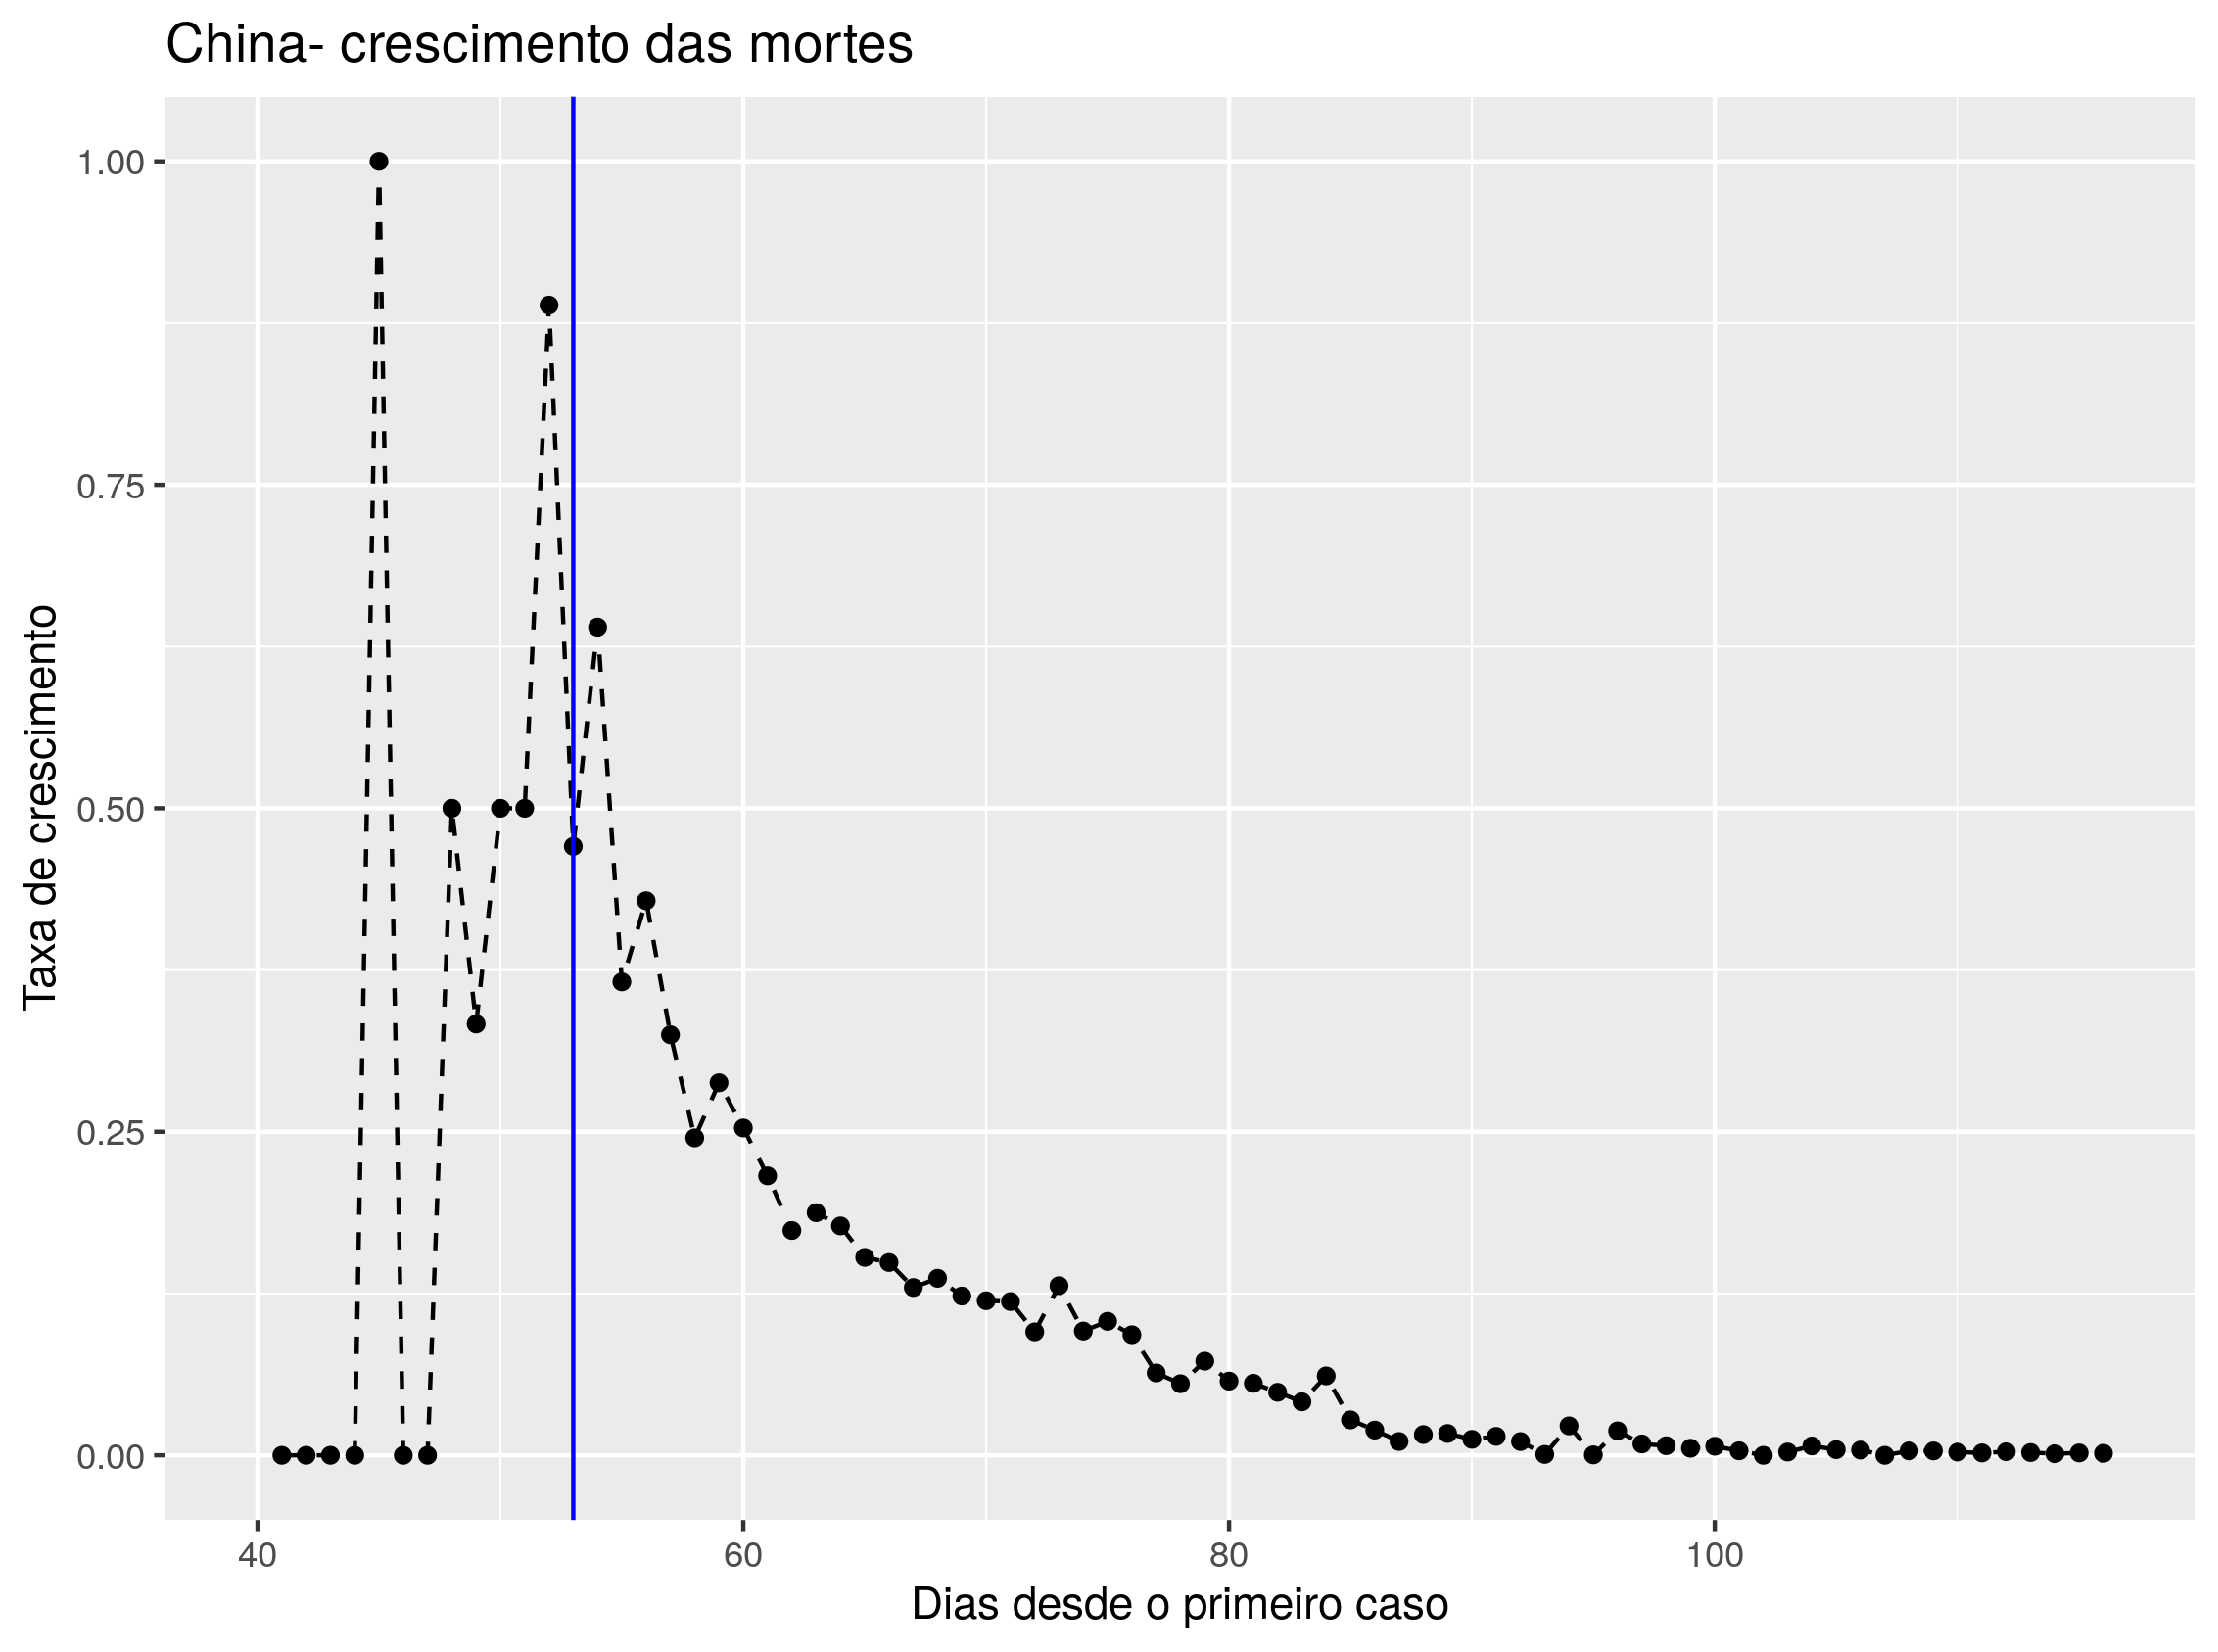 China- crescimento das mortes
Taxa de crescimento
1.00
0.75
0.50
0.25
0.00
40 60 80 100
Dias desde o primeiro caso